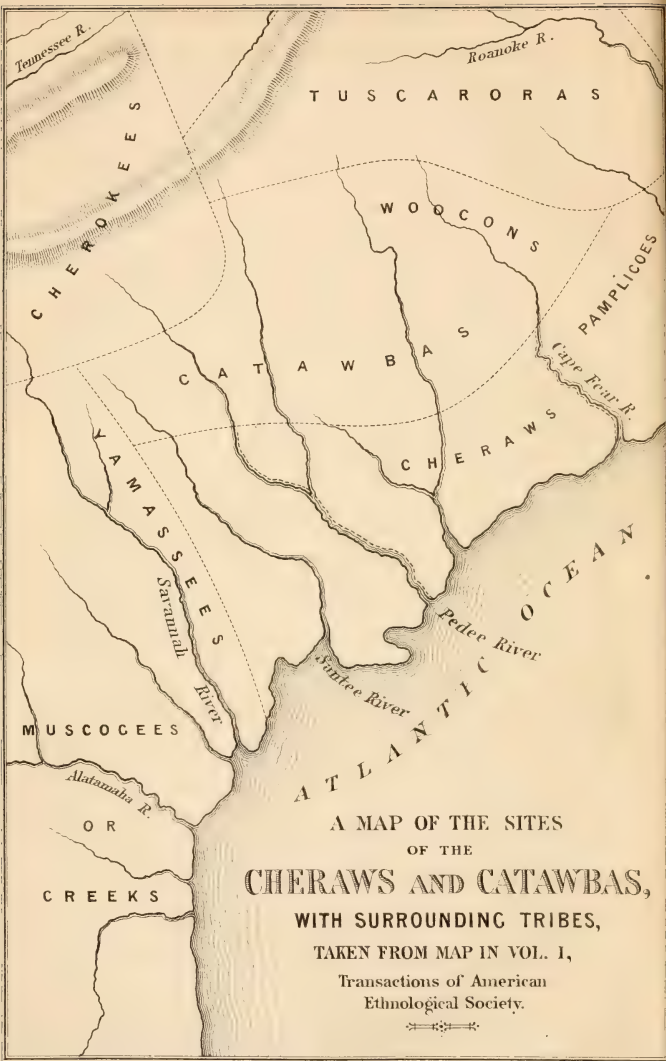 Tennessee R.
Roanoke R.
TUSCARORAS
CHEROKEES
WOOCONS
PAMPLICOES
CATAWBAS
Cape Fear R.
CHERAWS
YAMASSEES
Savannah River
ATLANTIC OCEAN
Pedee River
Santee River
MUSCOGEES
Alatamaha R.
OR
CREEKS
A MAP OF THE SITES
OF THE
CHERAWS AND CATAWBAS,
WITH SURROUNDING TRIBES,
TAKEN FROM MAP IN VOL. I,
Transactions of American
Ethnological Society.